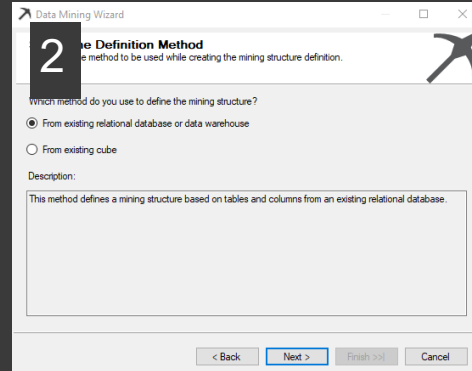 Data Mining Wizard
2
Definition Method
method to be used while creating the mining structure definition.
Which method do you use to define the mining structure?
From existing relational database or data warehouse
From existing cube
Description:
This method defines a mining structure based on tables and columns from an existing relational database.
< Back
Next >
Finish >>|
Cancel